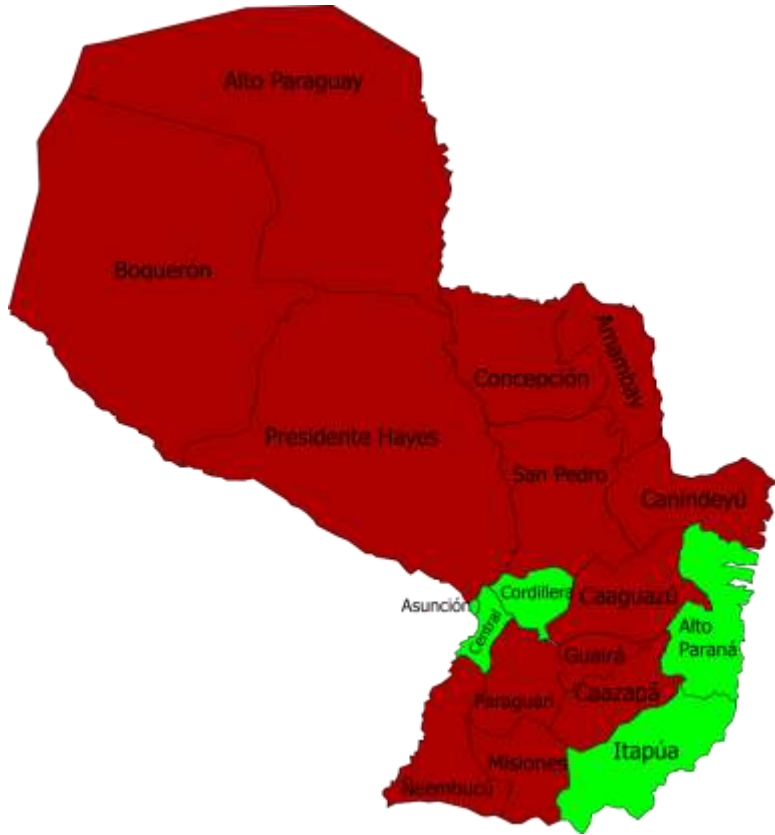 Alto Paraguay
Boquerón
Amambay
Concepción
Presidente Hayes
San Pedro
Canindeyú
Cordillera
Caaguazú
Asunción
Central
Alto
Paraná
Guairá
Caazapá
Paraguarí
Itapúa
Misiones
Ñeembucú